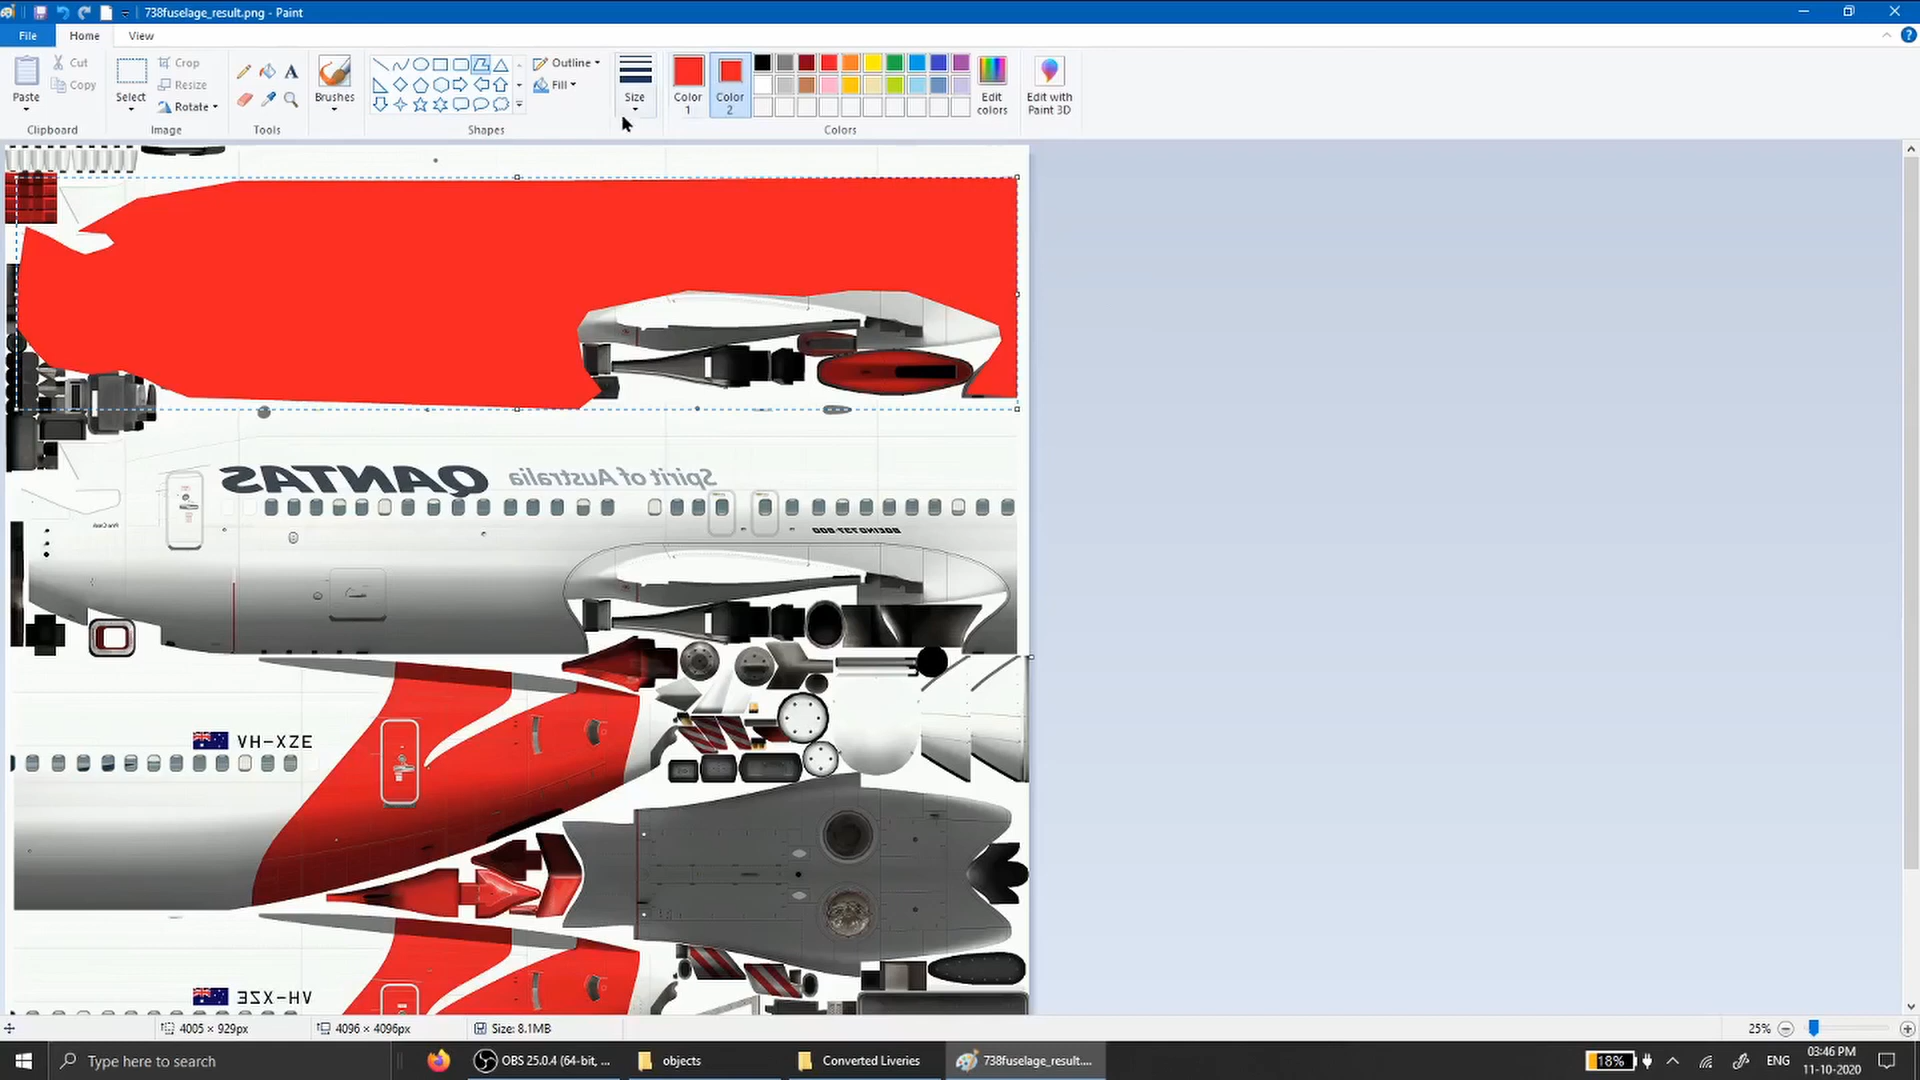 738fuselage_result.png - Paint
File
Home
View
Paste
Cut
Copy
Clipboard
Select
Crop
Resize
Rotate
Image
Tools
Brushes
Outline
Fill
Shapes
Size
Color 1
Color 2
Edit colors
Edit with Paint 3D
Colors
QANTAS
Spirit of Australia
BOEING 737-800
VH-XZE
VH-XZE
4005 × 929px
4096 × 4096px
Size: 8.1MB
25%
Type here to search
OBS 25.0.4 (64-bit, ...
objects
Converted Liveries
738fuselage_result....
18%
ENG
03:46 PM
11-10-2020